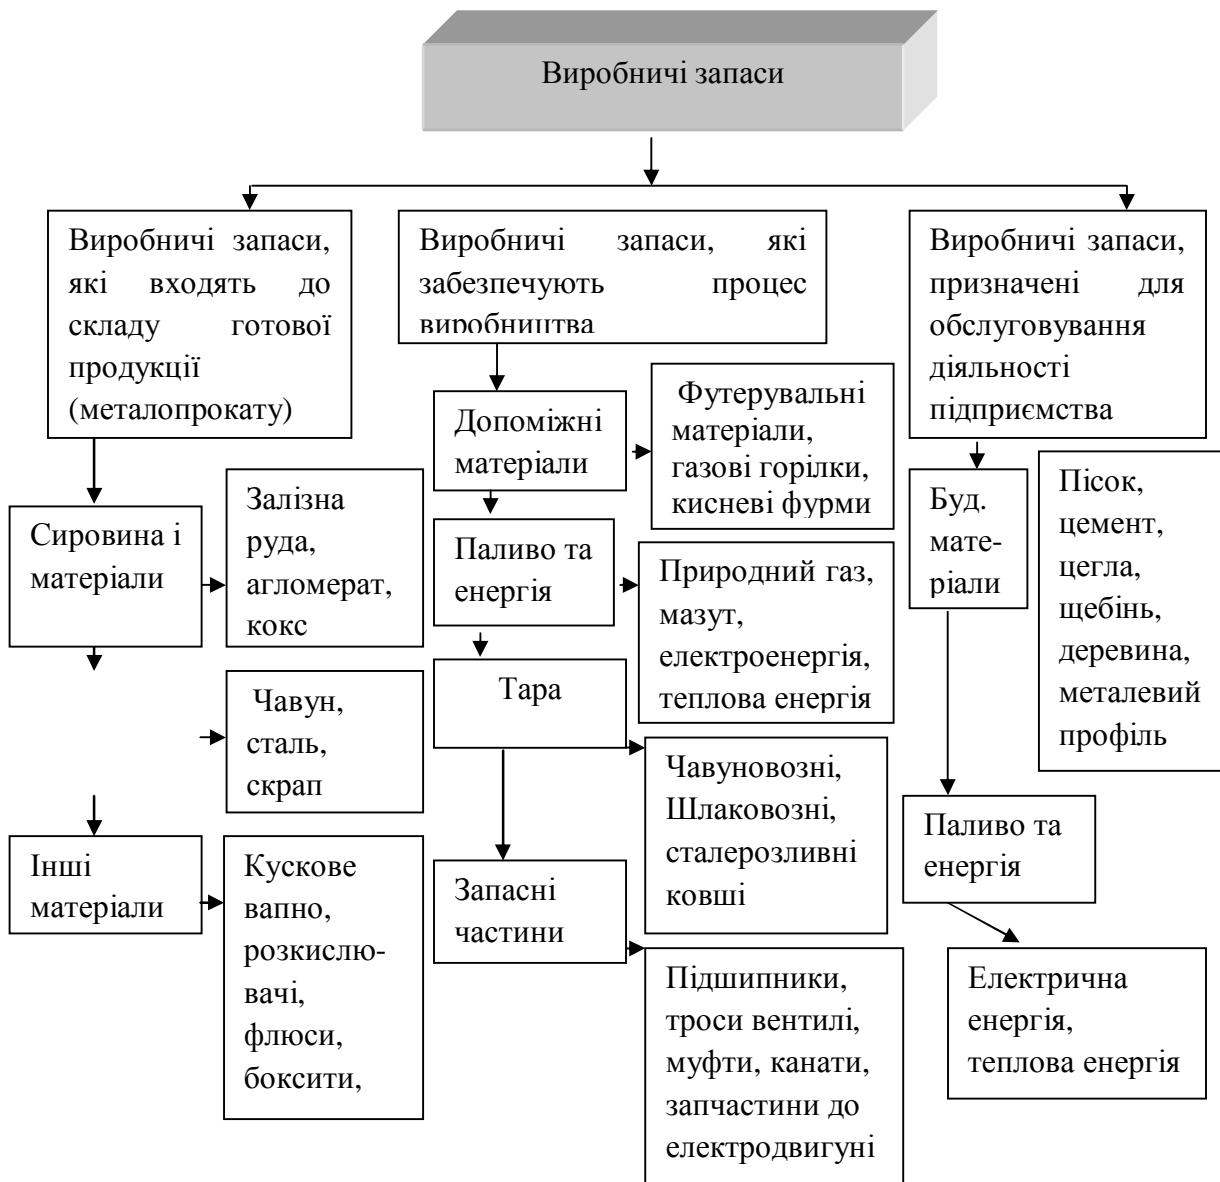 Виробничі запаси
Виробничі запаси,
які входять до
складу готової
продукції
(металопрокату)
Виробничі запаси, які
забезпечують процес
виробництва
Виробничі запаси,
призначені для
обслуговування
діяльності
підприємства
Сировина і
матеріали
Залізна
руда,
агломерат,
кокс
Чавун,
сталь,
скрап
Інші
матеріали
Кускове
вапно,
розкислю-
вачі,
флюси,
боксити,
Допоміжні
матеріали
Футерувальні
матеріали,
газові горілки,
кисневі фурми
Паливо та
енергія
Природний газ,
мазут,
електроенергія,
теплова енергія
Тара
Чавуновозні,
Шлаковозні,
сталерозливні
ковші
Запасні
частини
Підшипники,
троси вентилі,
муфти, канати,
запчастини до
електродвигуні
Буд.
мате-
ріали
Пісок,
цемент,
цегла,
щебінь,
деревина,
металевий
профіль
Паливо та
енергія
Електрична
енергія,
теплова енергія